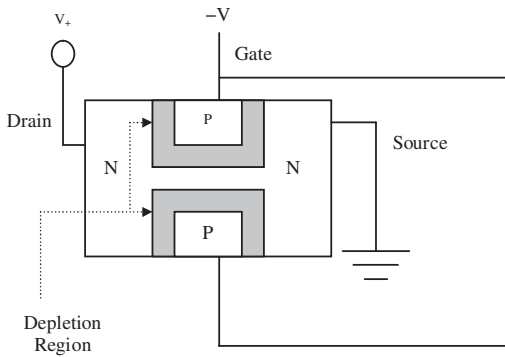 V+
−V
Gate
Drain
P
Source
N
N
P
Depletion
Region